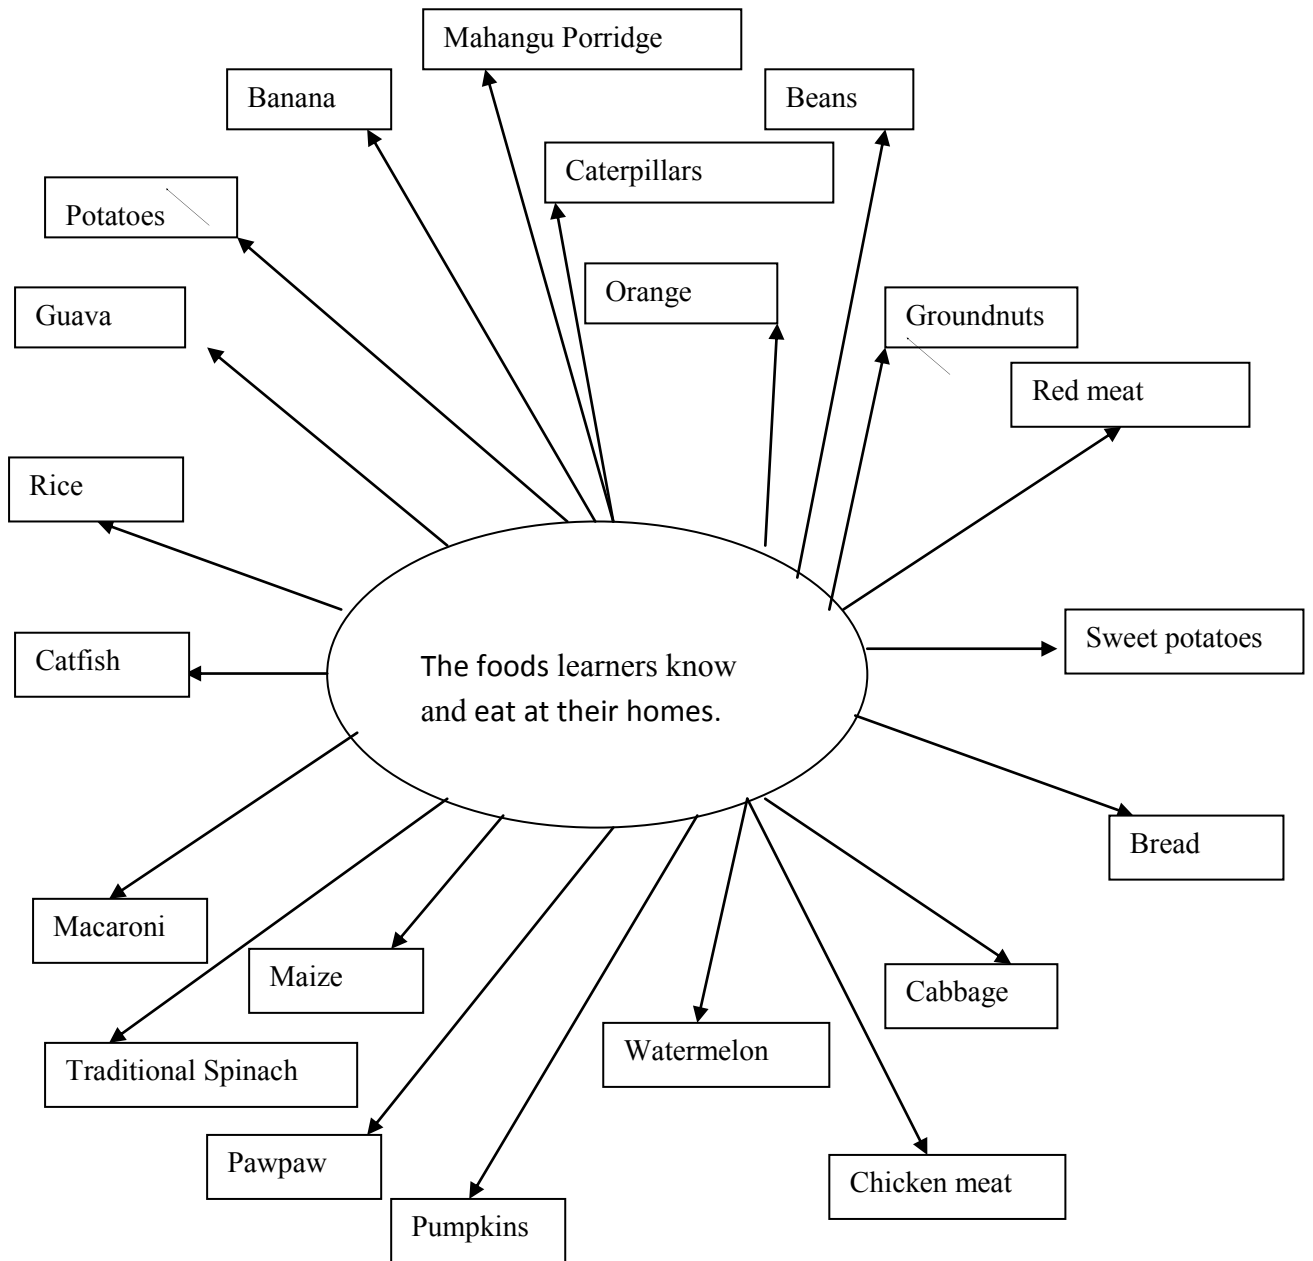 Mahangu Porridge
Banana
Beans
Caterpillars
Potatoes
Orange
Guava
Groundnuts
Red meat
Rice
Sweet potatoes
Catfish
The foods learners know
and eat at their homes.
Bread
Macaroni
Maize
Cabbage
Watermelon
Traditional Spinach
Pawpaw
Chicken meat
Pumpkins